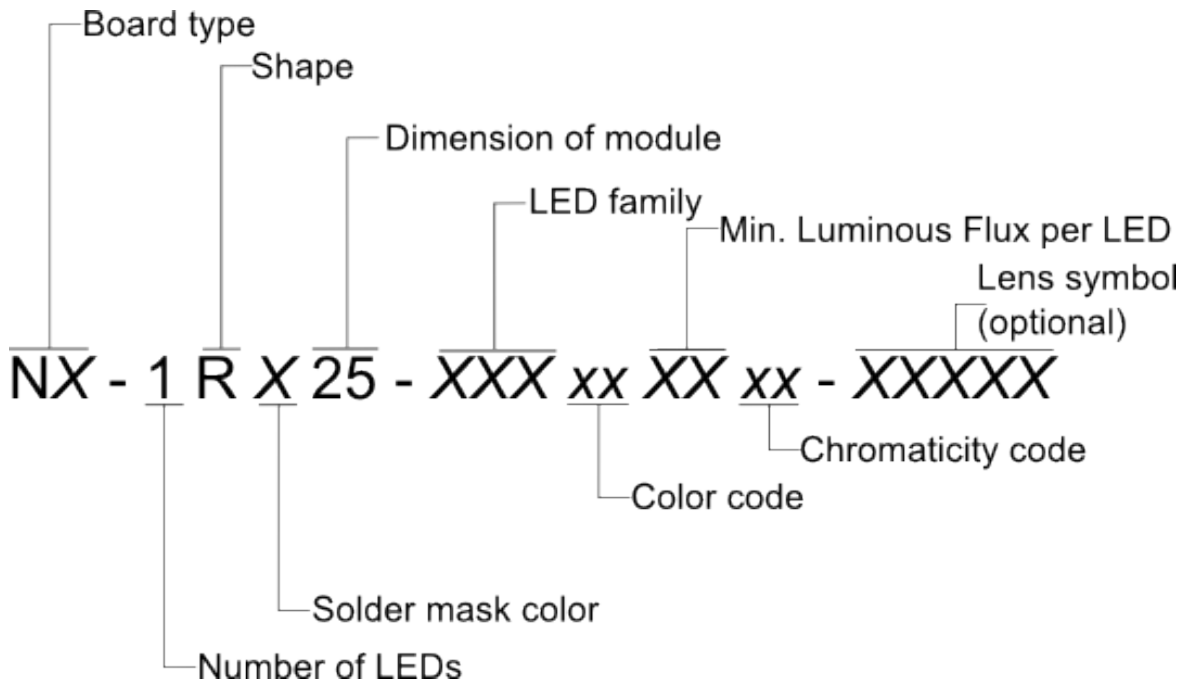 Board type
Shape
Dimension of module
LED family
Min. Luminous Flux per LED
Lens symbol
(optional)
NX - 1 R X 25 - XXX xx XX xx - XXXXX
Chromaticity code
Color code
Solder mask color
Number of LEDs